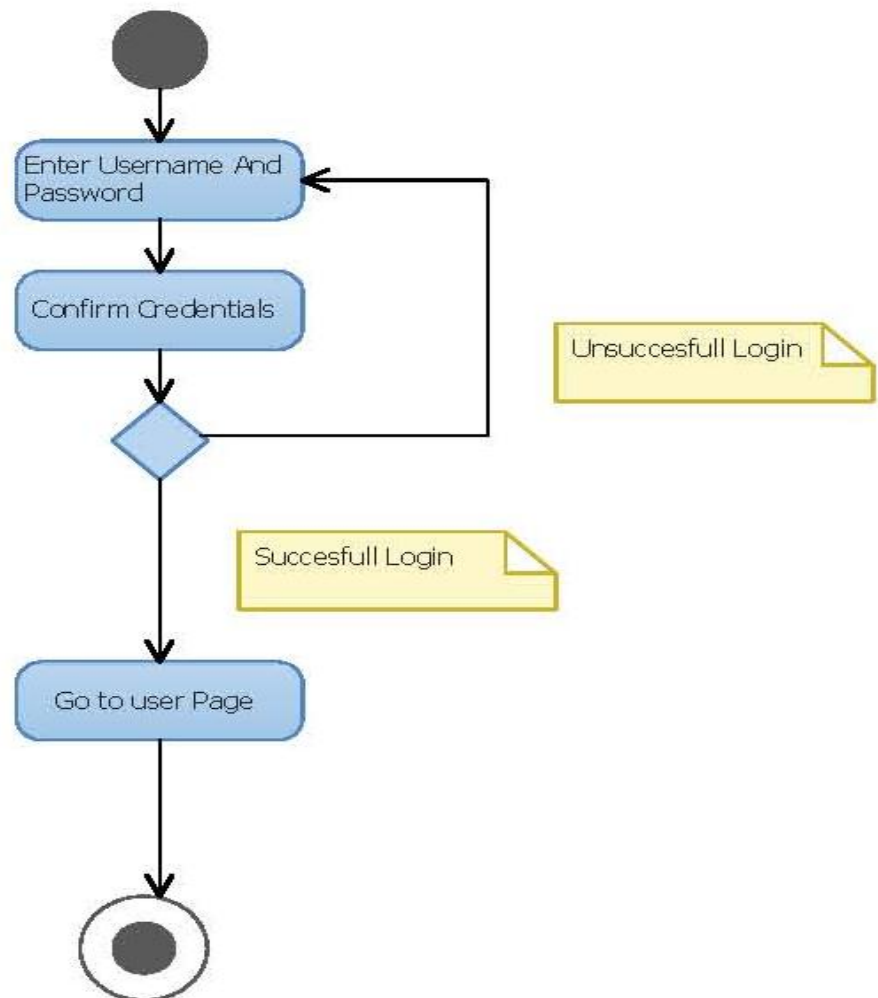 Enter Username And
Password
Confirm Credentials
Unsuccesfull Login
Succesfull Login
Go to user Page